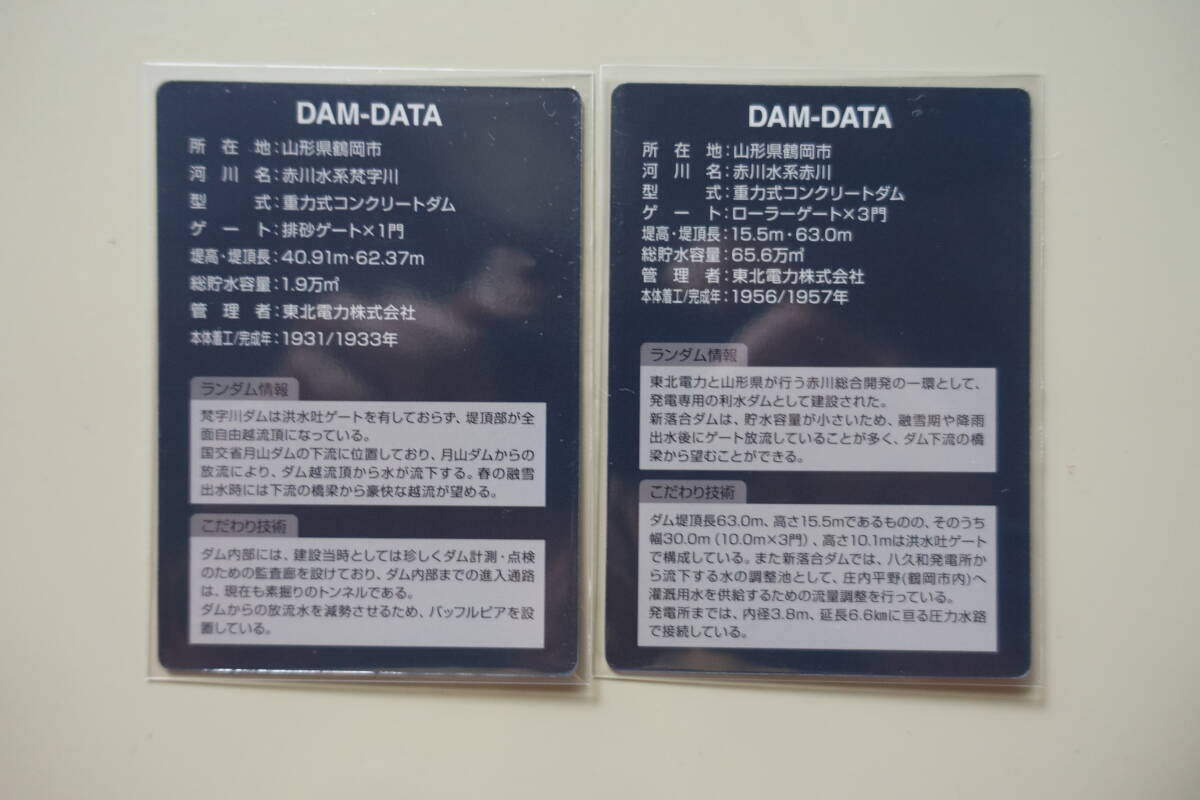 DAM-DATA
所在地:山形県鶴岡市
河川名:赤川水系梵字川
型式:重力式コンクリートダム
ゲート:排砂ゲート×1門
堤高・堤頂長:40.91m・62.37m
総貯水容量:1.9万㎥
管理者:東北電力株式会社
本体着工/完成年:1931/1933年
ランダム情報
梵字川ダムは洪水吐ゲートを有しておらず、堤頂部が全
面自由越流頂になっている。
国交省月山ダムの下流に位置しており、月山ダムからの
放流により、ダム越流頂から水が流下する。春の融雪
出水時には下流の橋梁から豪快な越流が望める。
こだわり技術
ダム内部には、建設当時としては珍しくダム計測・点検
のための監査廊を設けており、ダム内部までの進入通路
は、現在も素掘りのトンネルである。
ダムからの放流水を減勢させるため、バッフルピアを設
置している。
DAM-DATA
所在地:山形県鶴岡市
河川名:赤川水系赤川
型式:重力式コンクリートダム
ゲート:ローラーゲート×3門
堤高・堤頂長:15.5m・63.0m
総貯水容量:65.6万㎥
管理者:東北電力株式会社
本体着工/完成年:1956/1957年
ランダム情報
東北電力と山形県が行う赤川総合開発の一環として、
発電専用の利水ダムとして建設された。
新落合ダムは、貯水容量が小さいため、融雪期や降雨
出水後にゲート放流していることが多く、ダム下流の橋
梁から望むことができる。
こだわり技術
ダム堤頂長63.0m、高さ15.5mであるものの、そのうち
幅30.0m(10.0m×3門)、高さ10.1mは洪水吐ゲート
で構成している。また新落合ダムでは、八久和発電所か
ら流下する水の調整池として、庄内平野(鶴岡市内)へ
灌漑用水を供給するための流量調整を行っている。
発電所までは、内径3.8m、延長6.6㎞に亘る圧力水路
で接続している。